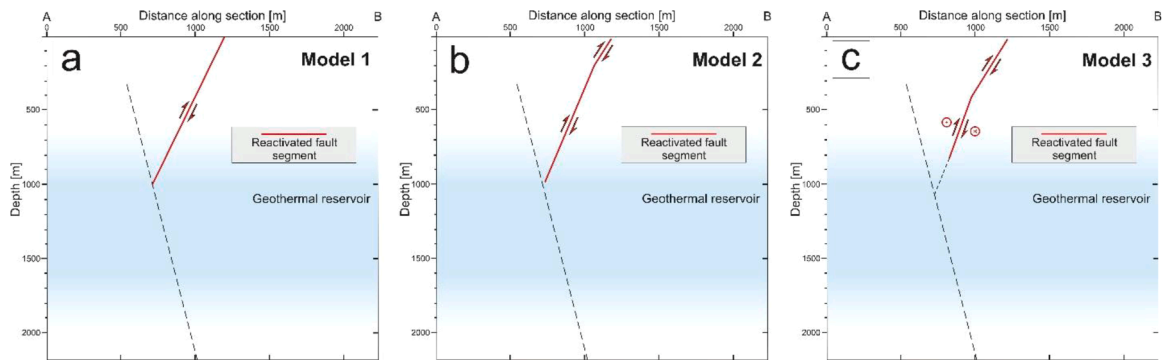 A Distance along section [m] B
0 500 1000 1500 2000
a
Model 1
500
1000
1500
2000
Depth [m]
Reactivated fault
segment
Geothermal reservoir
A Distance along section [m] B
0 500 1000 1500 2000
b
Model 2
500
1000
1500
2000
Depth [m]
Reactivated fault
segment
Geothermal reservoir
A Distance along section [m] B
0 500 1000 1500 2000
c
Model 3
500
1000
1500
2000
Depth [m]
Reactivated fault
segment
Geothermal reservoir